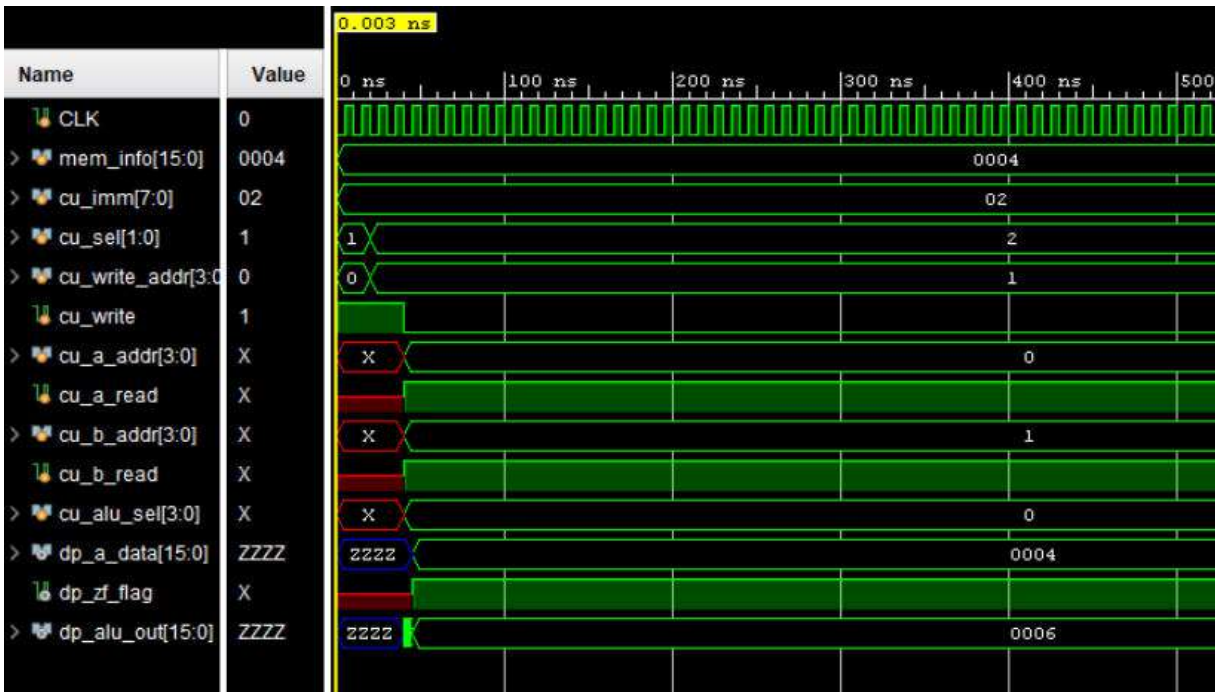 0.003 ns
Name Value 0 ns 100 ns 200 ns 300 ns 400 ns 500
CLK 0
> mem_info[15:0] 0004 0004
> cu_imm[7:0] 02 02
> cu_sel[1:0] 1 1 2
> cu_write_addr[3:0 0 0 1
cu_write 1
> cu_a_addr[3:0] X X 0
cu_a_read X
> cu_b_addr[3:0] X X 1
cu_b_read X
> cu_alu_sel[3:0] X X 0
> dp_a_data[15:0] ZZZZ ZZZZ 0004
dp_zf_flag X
> dp_alu_out[15:0] ZZZZ ZZZZ 0006